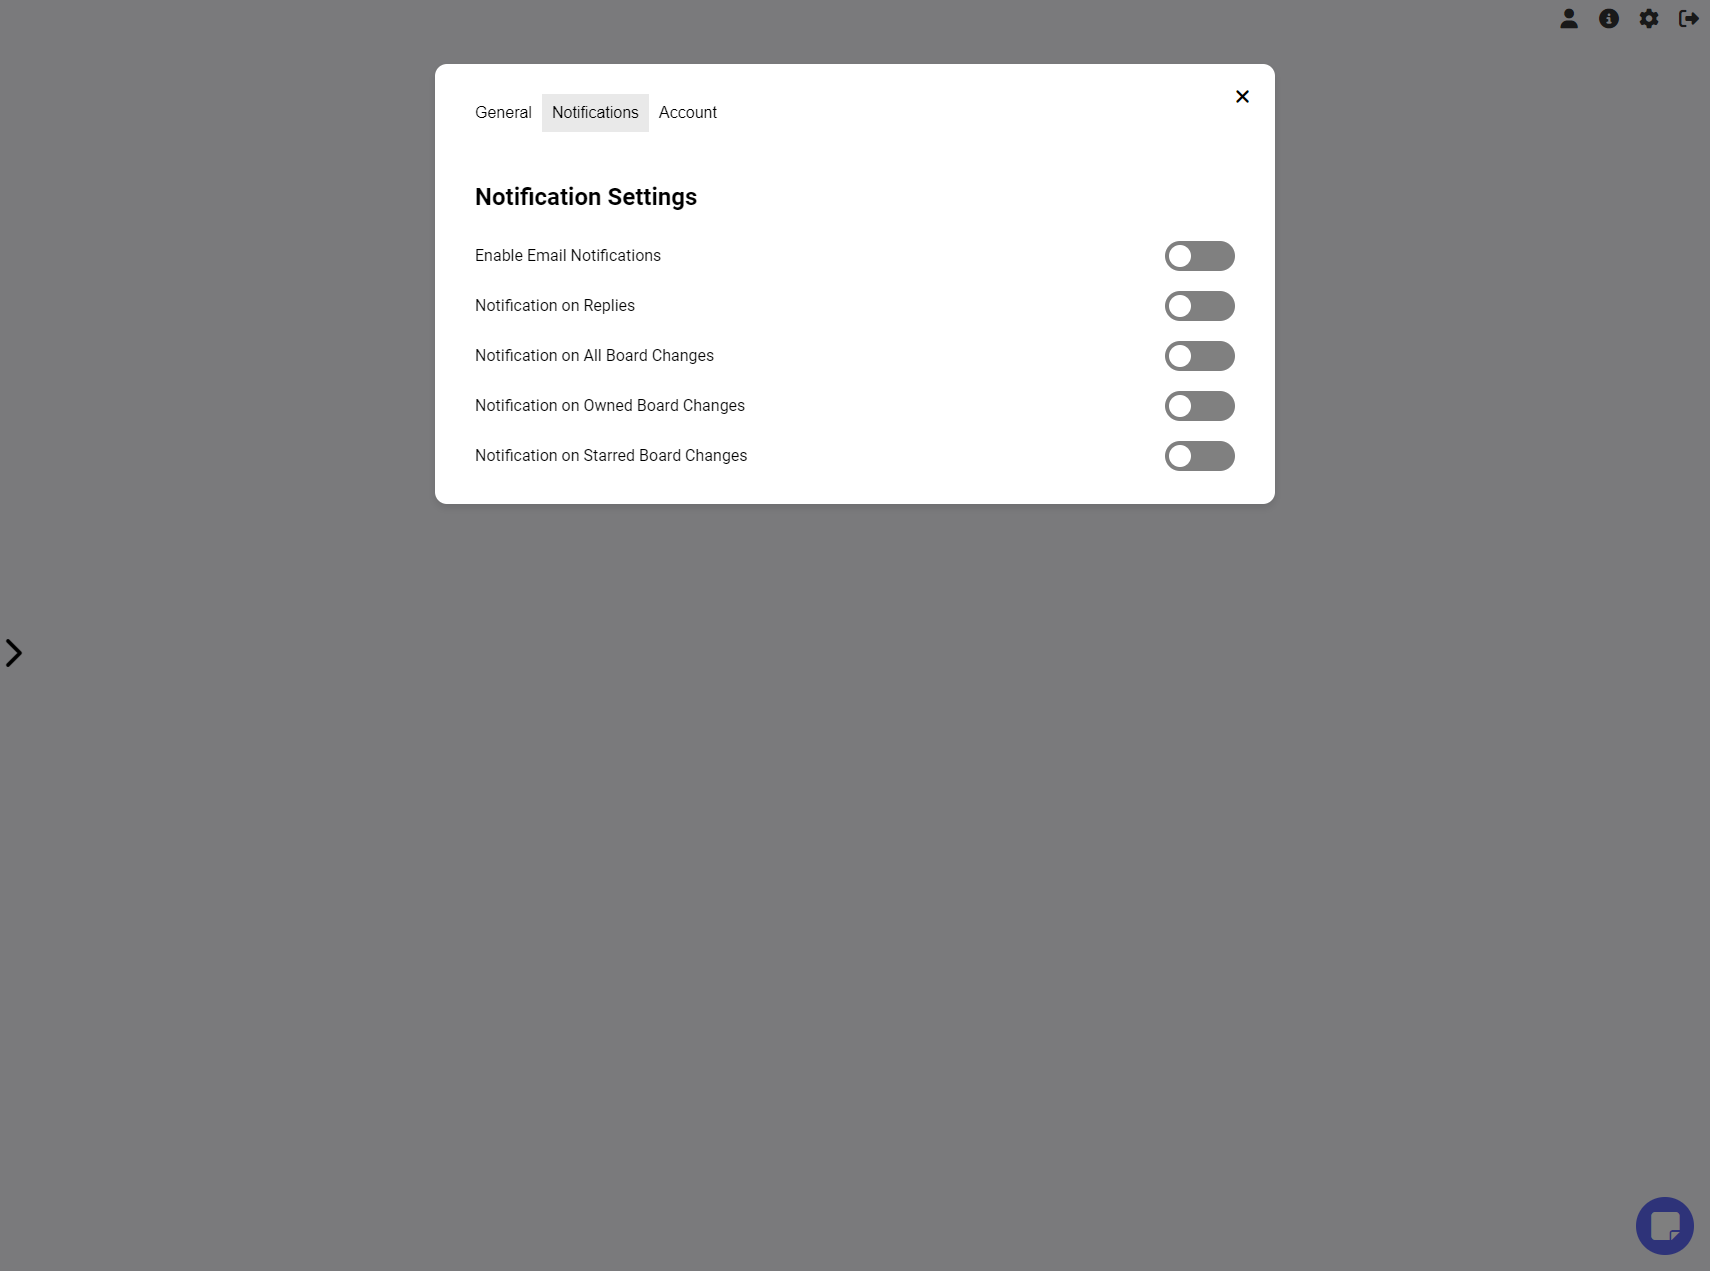 General Notifications Account
Notification Settings
Enable Email Notifications
Notification on Replies
Notification on All Board Changes
Notification on Owned Board Changes
Notification on Starred Board Changes